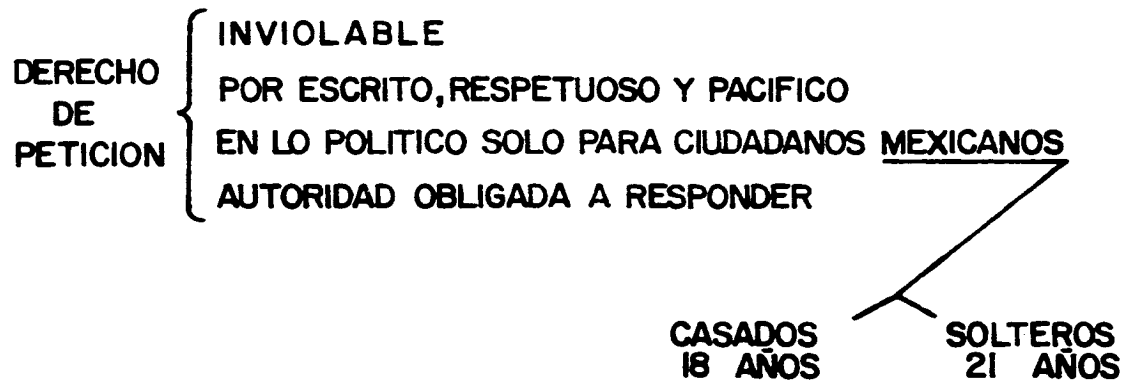 DERECHO
DE
PETICION
INVIOLABLE
POR ESCRITO, RESPETUOSO Y PACIFICO
EN LO POLITICO SOLO PARA CIUDADANOS MEXICANOS
AUTORIDAD OBLIGADA A RESPONDER
CASADOS
18 AÑOS
SOLTEROS
21 AÑOS